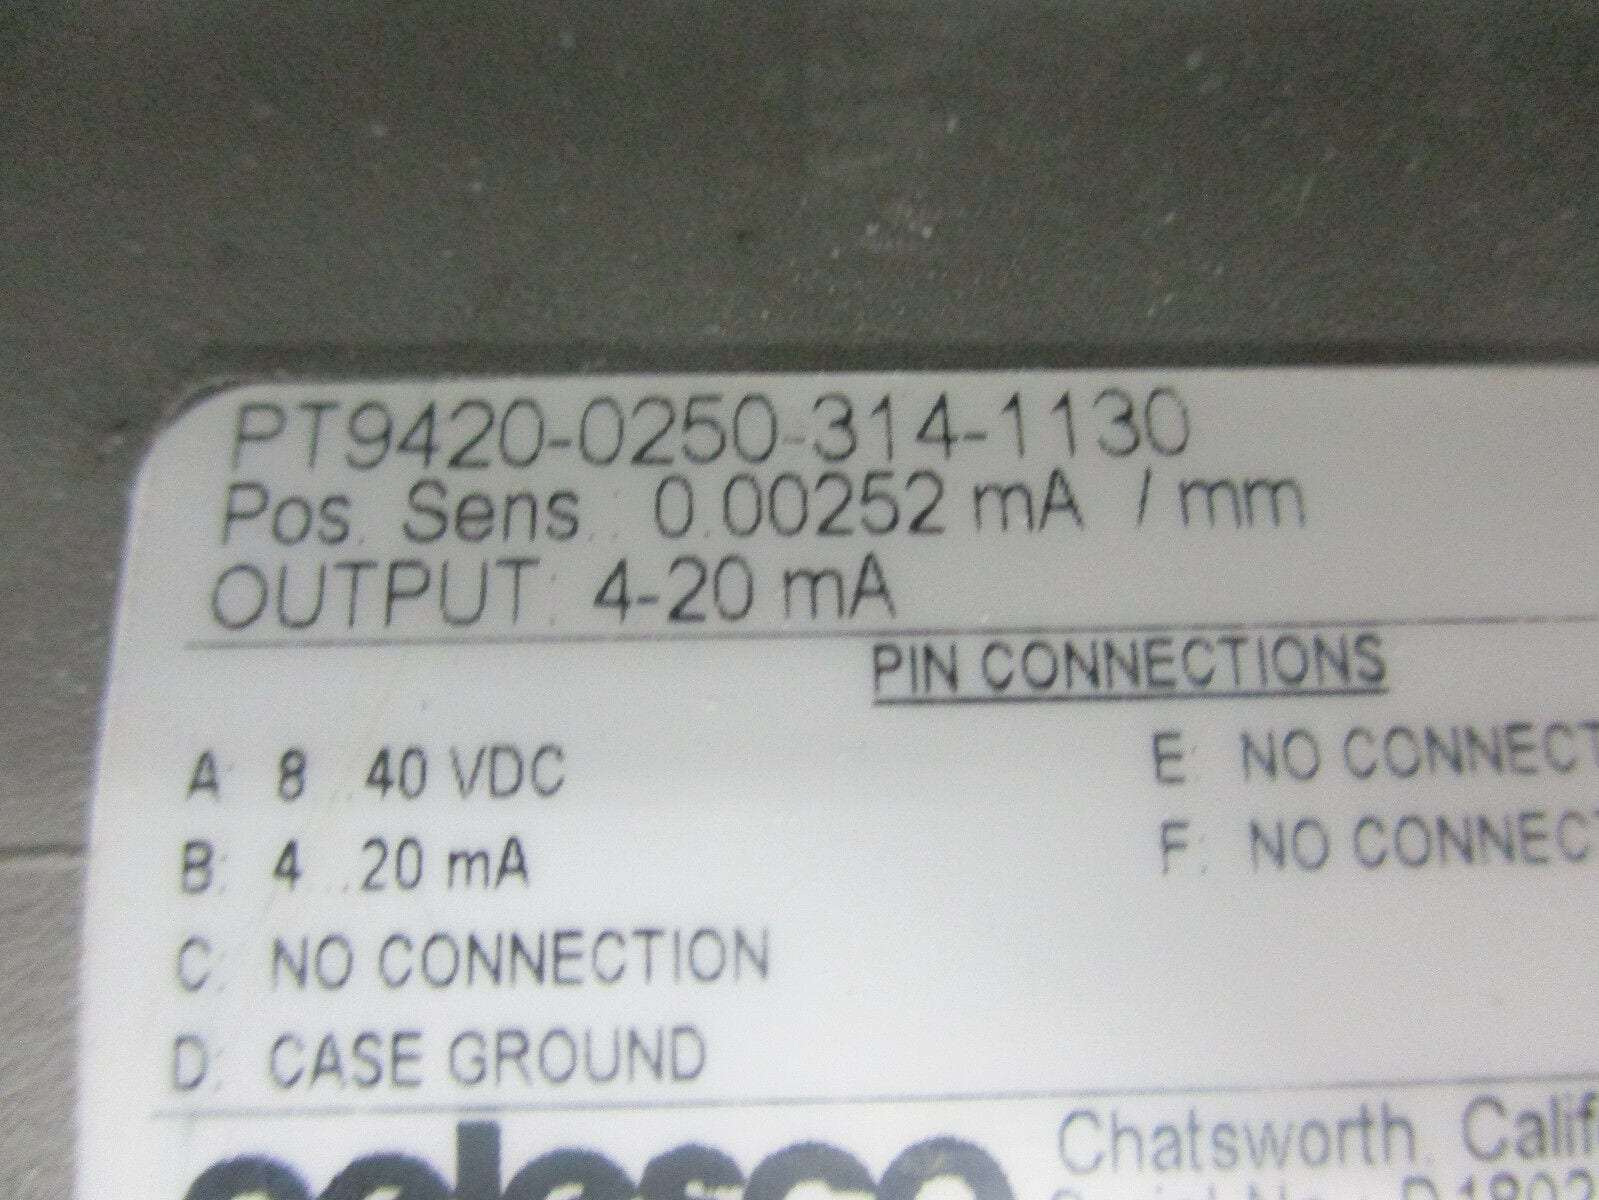 PT9420-0250-314-1130
Pos. Sens.: 0.00252 mA / mm
OUTPUT: 4-20 mA
PIN CONNECTIONS
A: 8...40 VDC
B: 4...20 mA
C: NO CONNECTION
D: CASE GROUND
E: NO CONNECT
F: NO CONNECT
celesco
Chatsworth, Calif